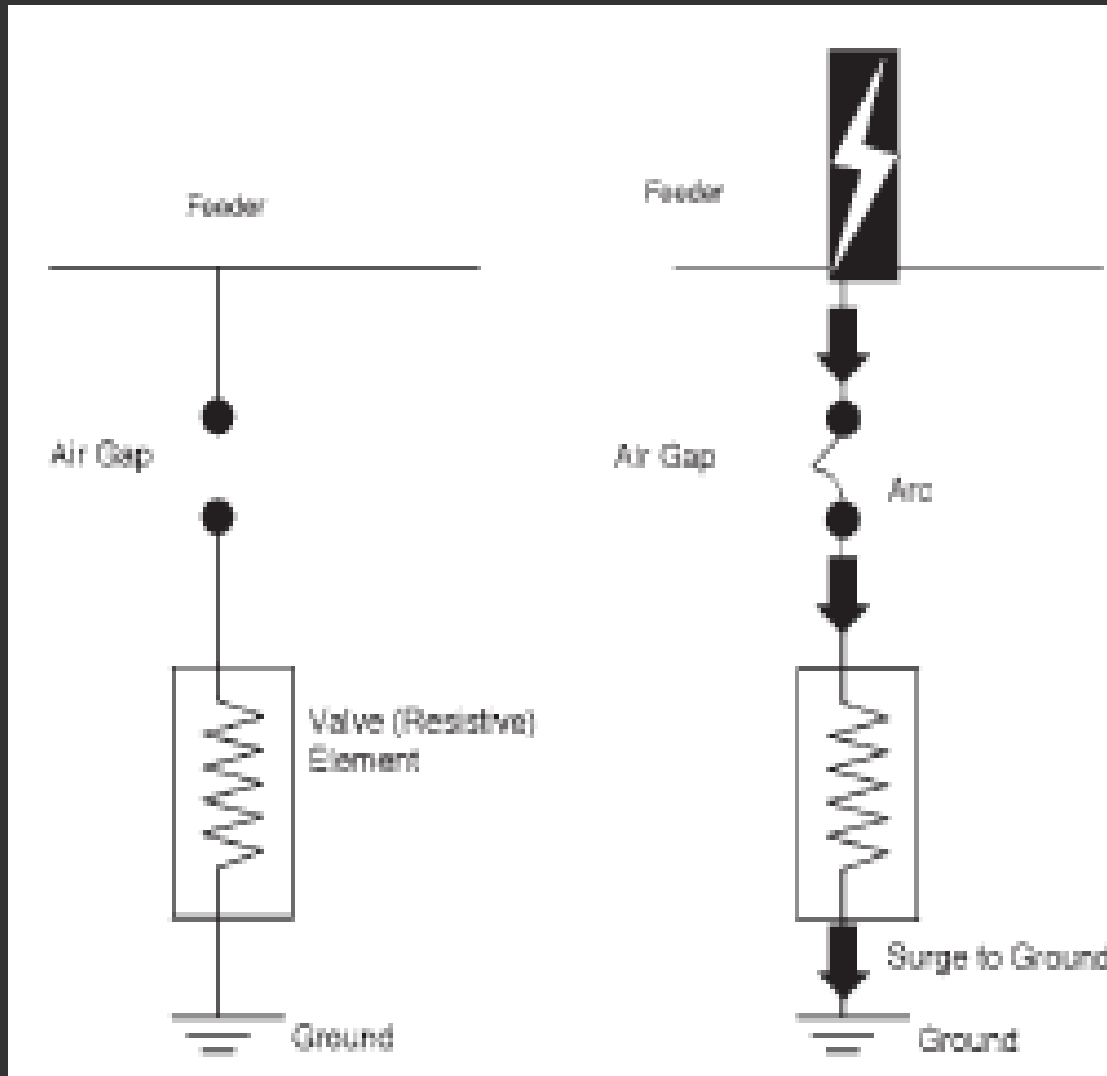 Feeder
Air Gap
Valve (Resistive)
Element
Ground
Feeder
Air Gap
Arc
Surge to Ground
Ground